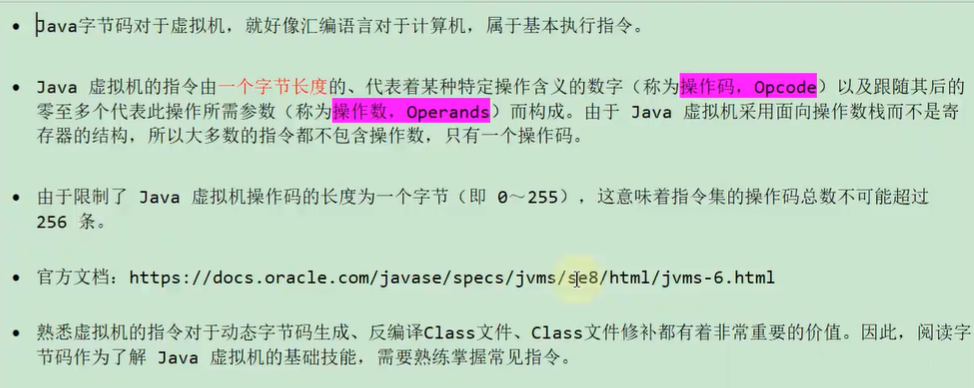 Java字节码对于虚拟机，就好像汇编语言对于计算机，属于基本执行指令。
Java 虚拟机的指令由一个字节长度的、代表着某种特定操作含义的数字（称为操作码，Opcode）以及跟随其后的
零至多个代表此操作所需参数（称为操作数，Operands）而构成。由于 Java 虚拟机采用面向操作数栈而不是寄
存器的结构，所以大多数的指令都不包含操作数，只有一个操作码。
由于限制了 Java 虚拟机操作码的长度为一个字节（即 0～255），这意味着指令集的操作码总数不可能超过
256 条。
官方文档：https://docs.oracle.com/javase/specs/jvms/se8/html/jvms-6.html
熟悉虚拟机的指令对于动态字节码生成、反编译Class文件、Class文件修补都有着非常重要的价值。因此，阅读字
节码作为了解 Java 虚拟机的基础技能，需要熟练掌握常见指令。